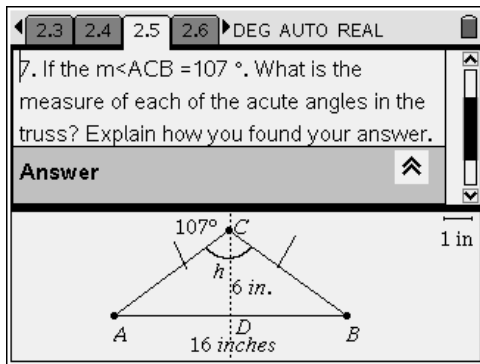 2.3 2.4 2.5 2.6 DEG AUTO REAL
7. If the m<ACB =107 °. What is the
measure of each of the acute angles in the
truss? Explain how you found your answer.
Answer
107° C
1 in
h
6 in.
A D B
16 inches